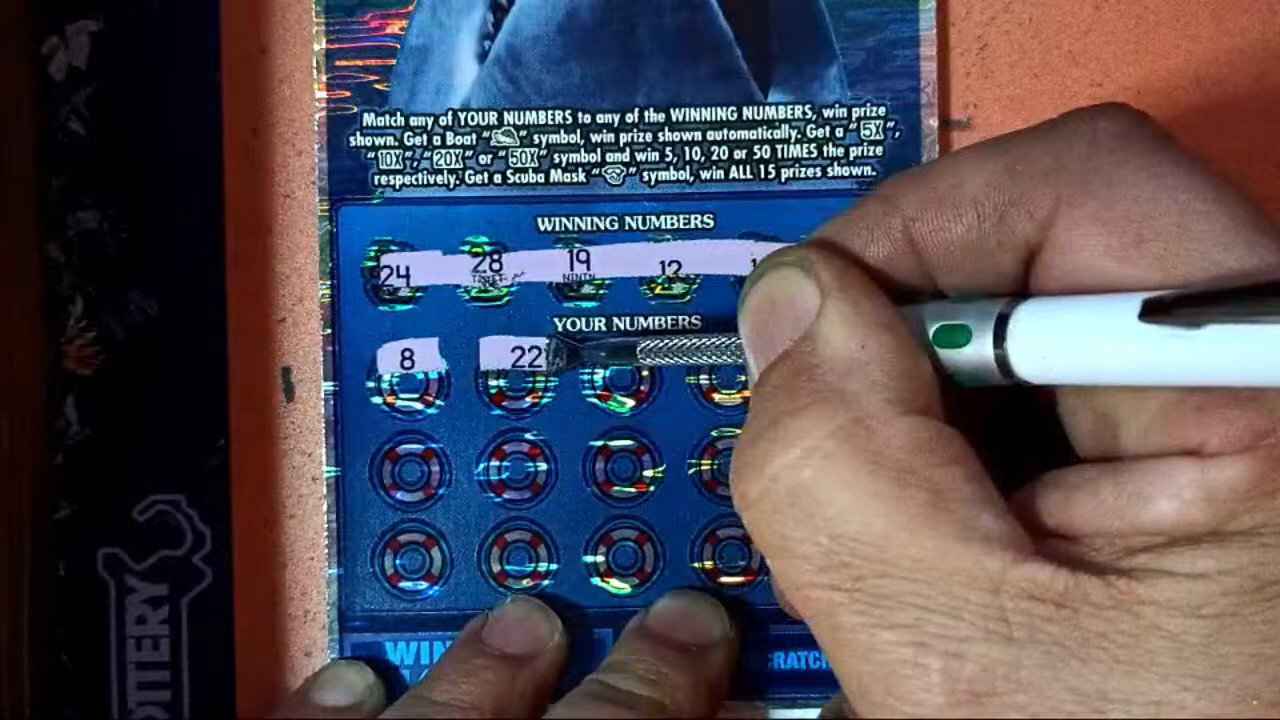 Match any of YOUR NUMBERS to any of the WINNING NUMBERS, win prize
shown. Get a Boat “ ” symbol, win prize shown automatically. Get a “5X”,
“10X”, “20X” or “50X” symbol and win 5, 10, 20 or 50 TIMES the prize
respectively. Get a Scuba Mask “ ” symbol, win ALL 15 prizes shown.
WINNING NUMBERS
24 28 19 12
YOUR NUMBERS
8 22
WIN
OTTERY